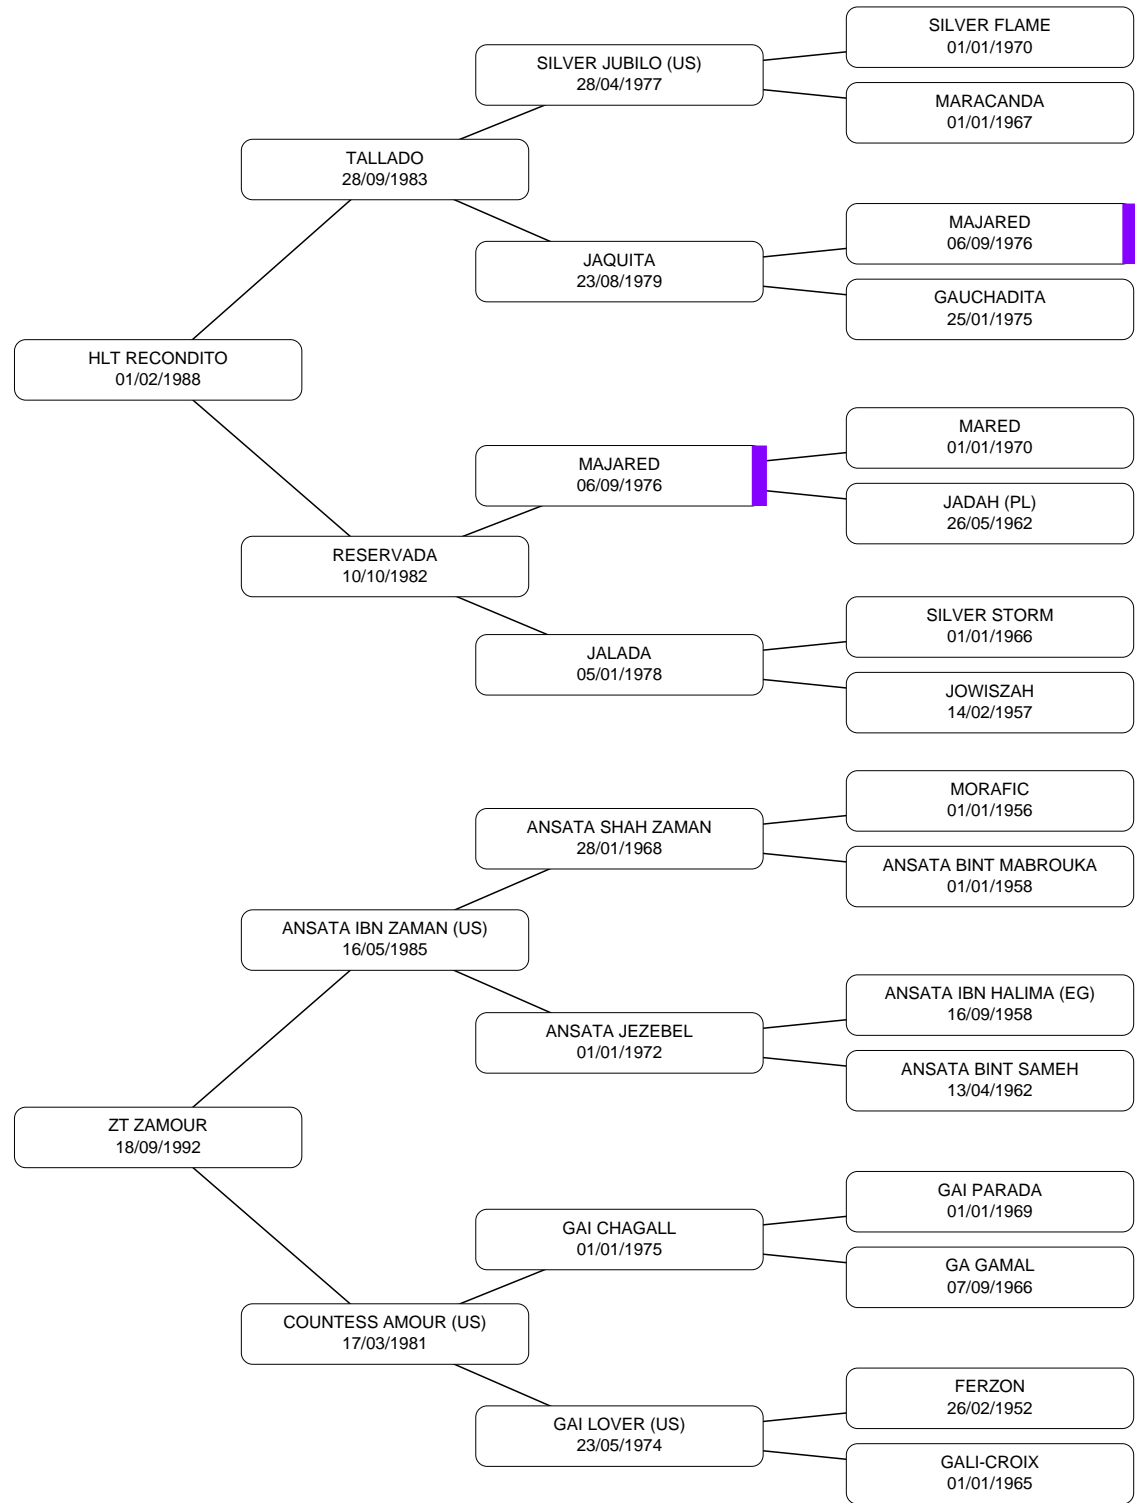 SILVER FLAME
01/01/1970
SILVER JUBILO (US)
28/04/1977
MARACANDA
01/01/1967
TALLADO
28/09/1983
MAJARED
06/09/1976
JAQUITA
23/08/1979
GAUCHADITA
25/01/1975
HLT RECONDITO
01/02/1988
MARED
01/01/1970
MAJARED
06/09/1976
JADAH (PL)
26/05/1962
RESERVADA
10/10/1982
SILVER STORM
01/01/1966
JALADA
05/01/1978
JOWISZAH
14/02/1957
MORAFIC
01/01/1956
ANSATA SHAH ZAMAN
28/01/1968
ANSATA BINT MABROUKA
01/01/1958
ANSATA IBN ZAMAN (US)
16/05/1985
ANSATA IBN HALIMA (EG)
16/09/1958
ANSATA JEZEBEL
01/01/1972
ANSATA BINT SAMEH
13/04/1962
ZT ZAMOUR
18/09/1992
GAI PARADA
01/01/1969
GAI CHAGALL
01/01/1975
GA GAMAL
07/09/1966
COUNTESS AMOUR (US)
17/03/1981
FERZON
26/02/1952
GAI LOVER (US)
23/05/1974
GALI-CROIX
01/01/1965